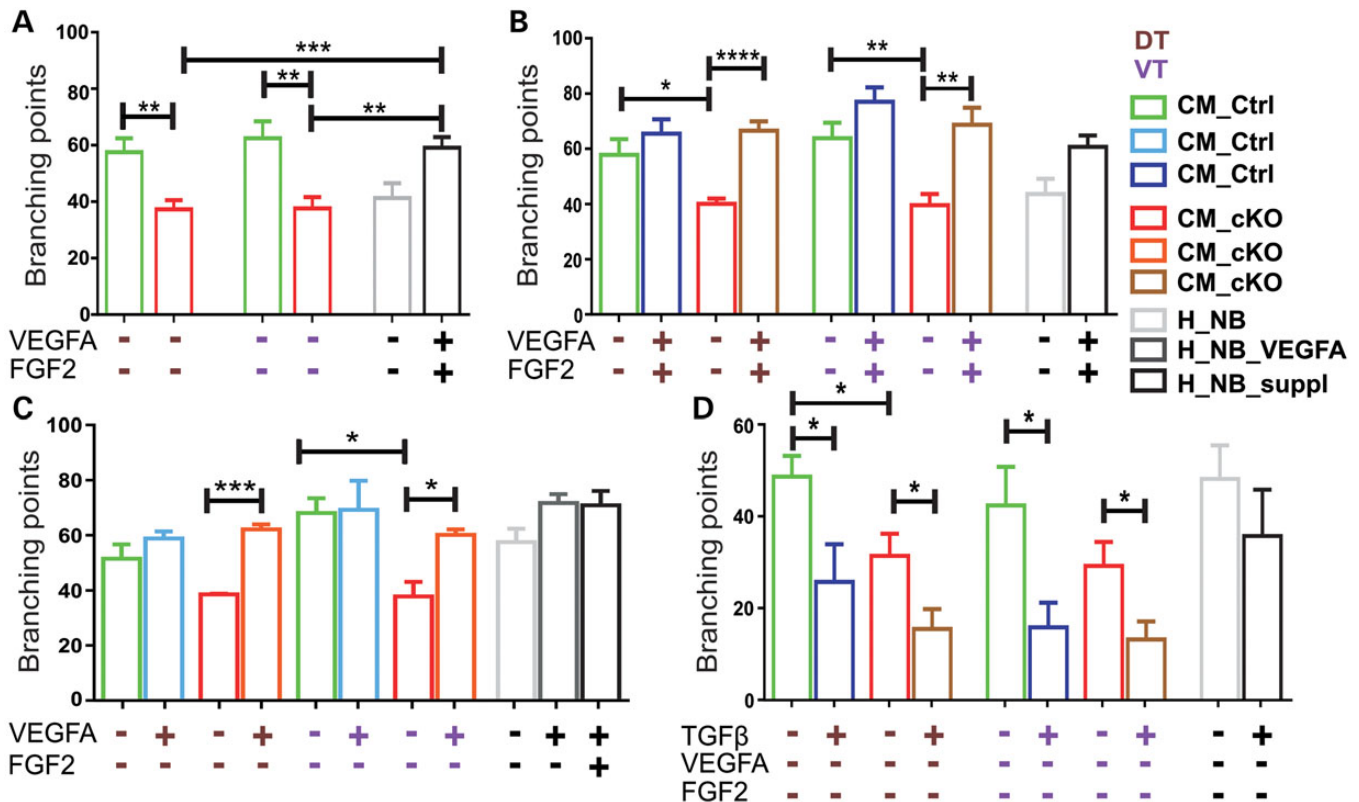 A
Branching points
100
80
60
40
20
0
** ** *** **
VEGFA - - - - - +
FGF2 - - - - - +
B
Branching points
100
80
60
40
20
0
* **** ** **
VEGFA - + - + - + - + - +
FGF2 - + - + - + - + - +
DT
VT
CM_Ctrl
CM_Ctrl
CM_Ctrl
CM_cKO
CM_cKO
CM_cKO
H_NB
H_NB_VEGFA
H_NB_suppl
C
Branching points
100
80
60
40
20
0
*** * *
VEGFA - + - + - + - + - + +
FGF2 - - - - - - - - - - +
D
Branching points
60
40
20
0
* * * * *
TGFβ - + - + - + - + - +
VEGFA - - - - - - - - - -
FGF2 - - - - - - - - - -